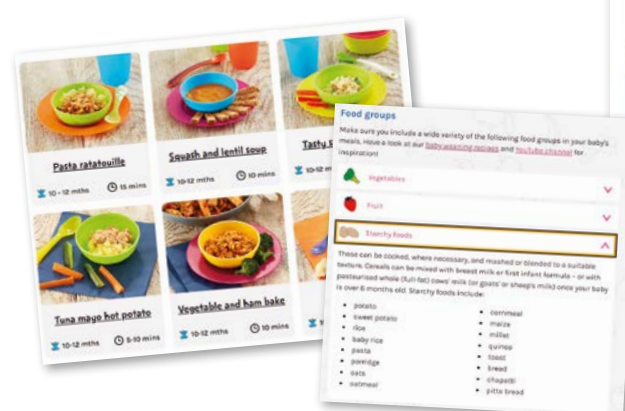 Pasta ratatouille
10-12 mths 15 mins
Squash and lentil soup
10-12 mths 10 mins
Tasty s
10-12 m
Tuna mayo hot potato
10-12 mths 5-10 mins
Vegetable and ham bake
10-12 mths 10 mins
Food groups
Make sure you include a wide variety of the following food groups in your baby's
meals. Have a look at our baby weaning recipes and YouTube channel for
inspiration!
Vegetables
Fruit
Starchy foods
These can be cooked, where necessary, and mashed or blended to a suitable
texture. Cereals can be mixed with breast milk or first infant formula – or with
pasteurised whole (full-fat) cows' milk (or goats' or sheep's milk) once your baby
is over 6 months old. Starchy foods include:
potato
sweet potato
rice
baby rice
pasta
porridge
oats
oatmeal
cornmeal
maize
millet
quinoa
toast
bread
chapatti
pitta bread